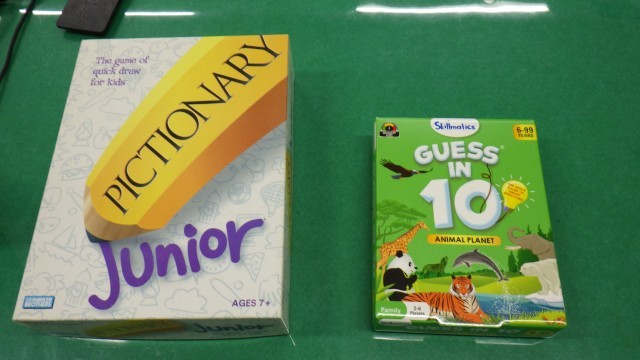 The game of
quick draw
for kids
PICTIONARY
Junior
AGES 7+
Skillmatics
6-99
YEARS
GUESS
IN
10
ANIMAL PLANET
Family